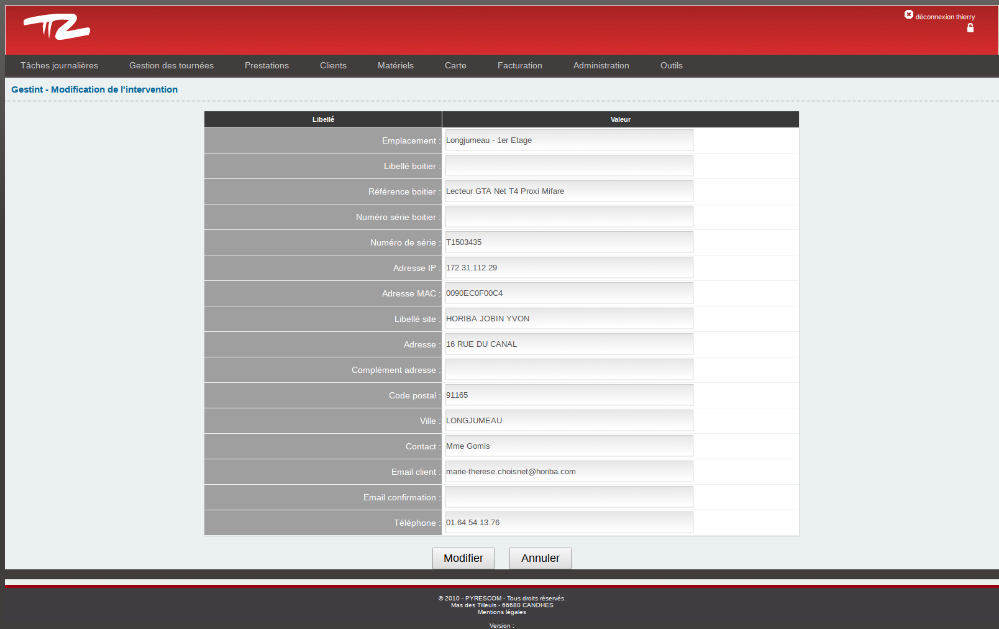 TZ
déconnexion thierry
Tâches journalières Gestion des tournées Prestations Clients Matériels Carte Facturation Administration Outils
Gestint - Modification de l'intervention
Libellé Valeur
Emplacement : Longjumeau - 1er Etage
Libellé boitier :
Référence boitier : Lecteur GTA Net T4 Proxi Mifare
Numéro série boitier :
Numéro de série : T1503435
Adresse IP : 172.31.112.29
Adresse MAC : 0090EC0F00C4
Libellé site : HORIBA JOBIN YVON
Adresse : 16 RUE DU CANAL
Complément adresse :
Code postal : 91165
Ville : LONGJUMEAU
Contact : Mme Gomis
Email client : marie-therese.choisnet@horiba.com
Email confirmation :
Téléphone : 01.64.54.13.76
Modifier Annuler
© 2010 - PYRESCOM - Tous droits réservés.
Mas des Tilleuls - 66680 CANOHES
Mentions légales
Version :